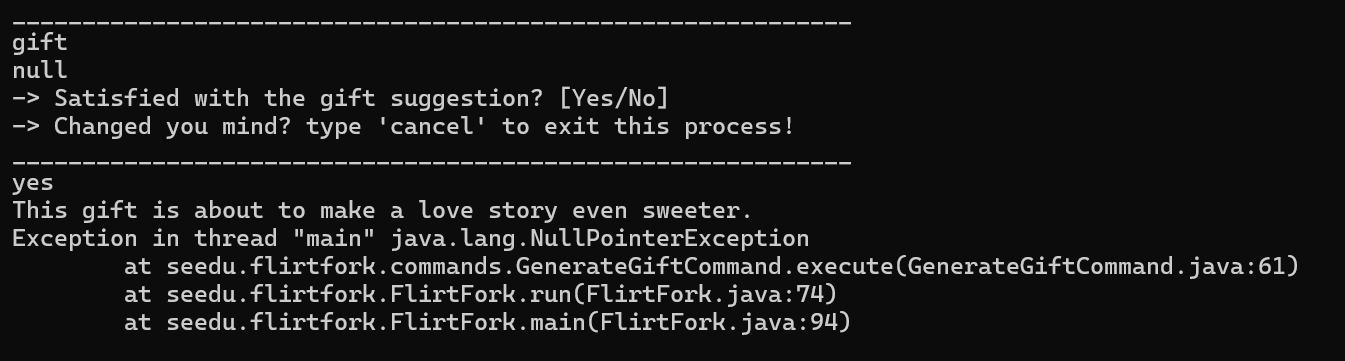 ____________________________________________________________
gift
null
-> Satisfied with the gift suggestion? [Yes/No]
-> Changed you mind? type 'cancel' to exit this process!
____________________________________________________________
yes
This gift is about to make a love story even sweeter.
Exception in thread "main" java.lang.NullPointerException
        at seedu.flirtfork.commands.GenerateGiftCommand.execute(GenerateGiftCommand.java:61)
        at seedu.flirtfork.FlirtFork.run(FlirtFork.java:74)
        at seedu.flirtfork.FlirtFork.main(FlirtFork.java:94)